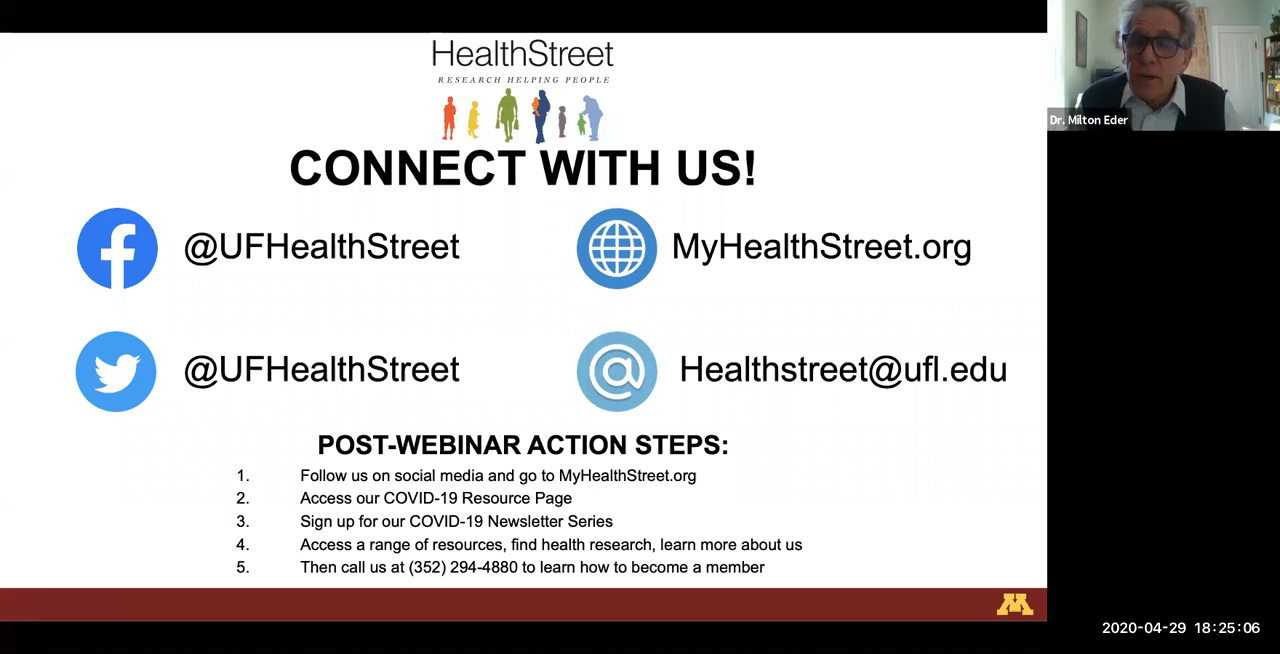 HealthStreet
RESEARCH HELPING PEOPLE
CONNECT WITH US!
@UFHealthStreet
MyHealthStreet.org
@UFHealthStreet
Healthstreet@ufl.edu
POST-WEBINAR ACTION STEPS:
1. Follow us on social media and go to MyHealthStreet.org
2. Access our COVID-19 Resource Page
3. Sign up for our COVID-19 Newsletter Series
4. Access a range of resources, find health research, learn more about us
5. Then call us at (352) 294-4880 to learn how to become a member
M
Dr. Milton Eder
2020-04-29 18:25:06